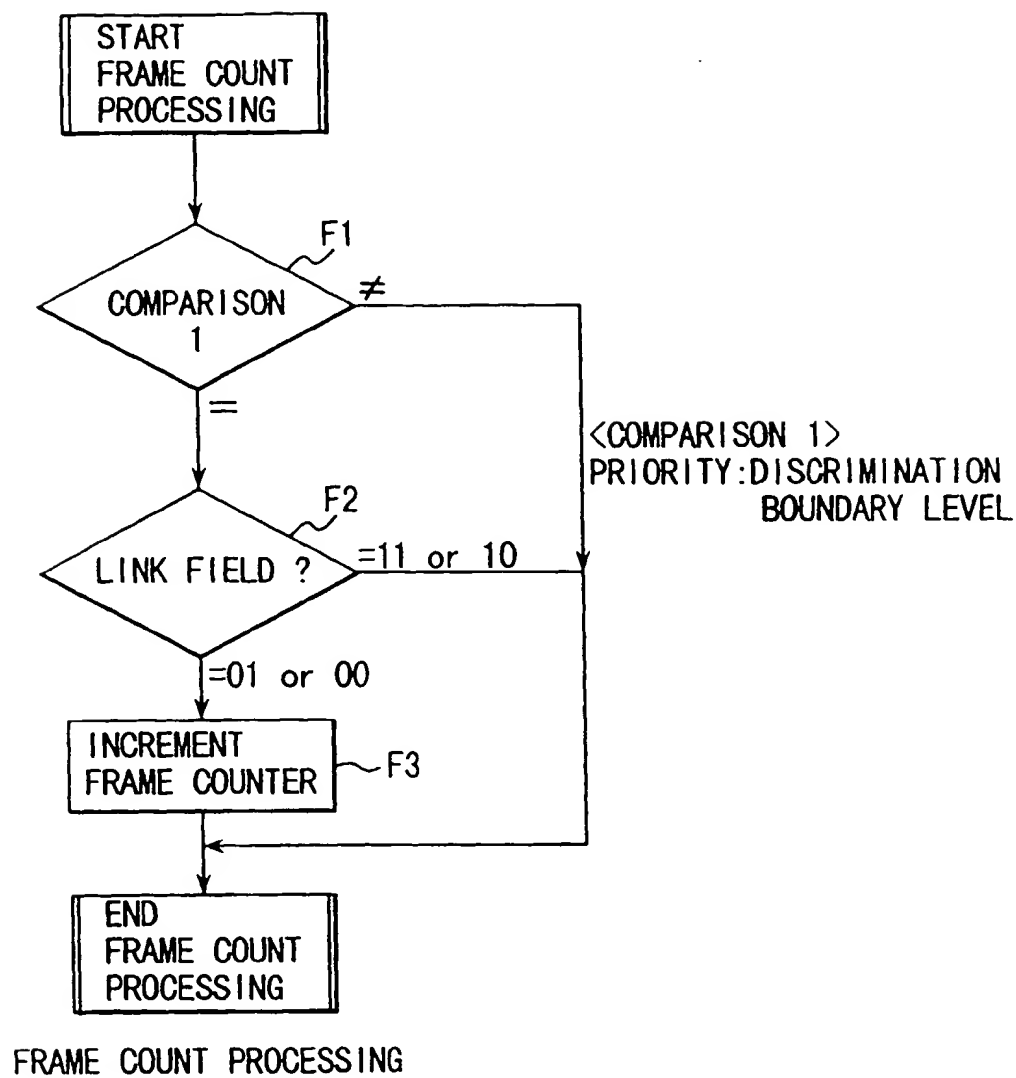 START
FRAME COUNT
PROCESSING
F1
≠
COMPARISON
1
=
<COMPARISON 1>
PRIORITY:DISCRIMINATION
BOUNDARY LEVEL
F2
LINK FIELD ?
=11 or 10
=01 or 00
INCREMENT
FRAME COUNTER
F3
END
FRAME COUNT
PROCESSING
FRAME COUNT PROCESSING